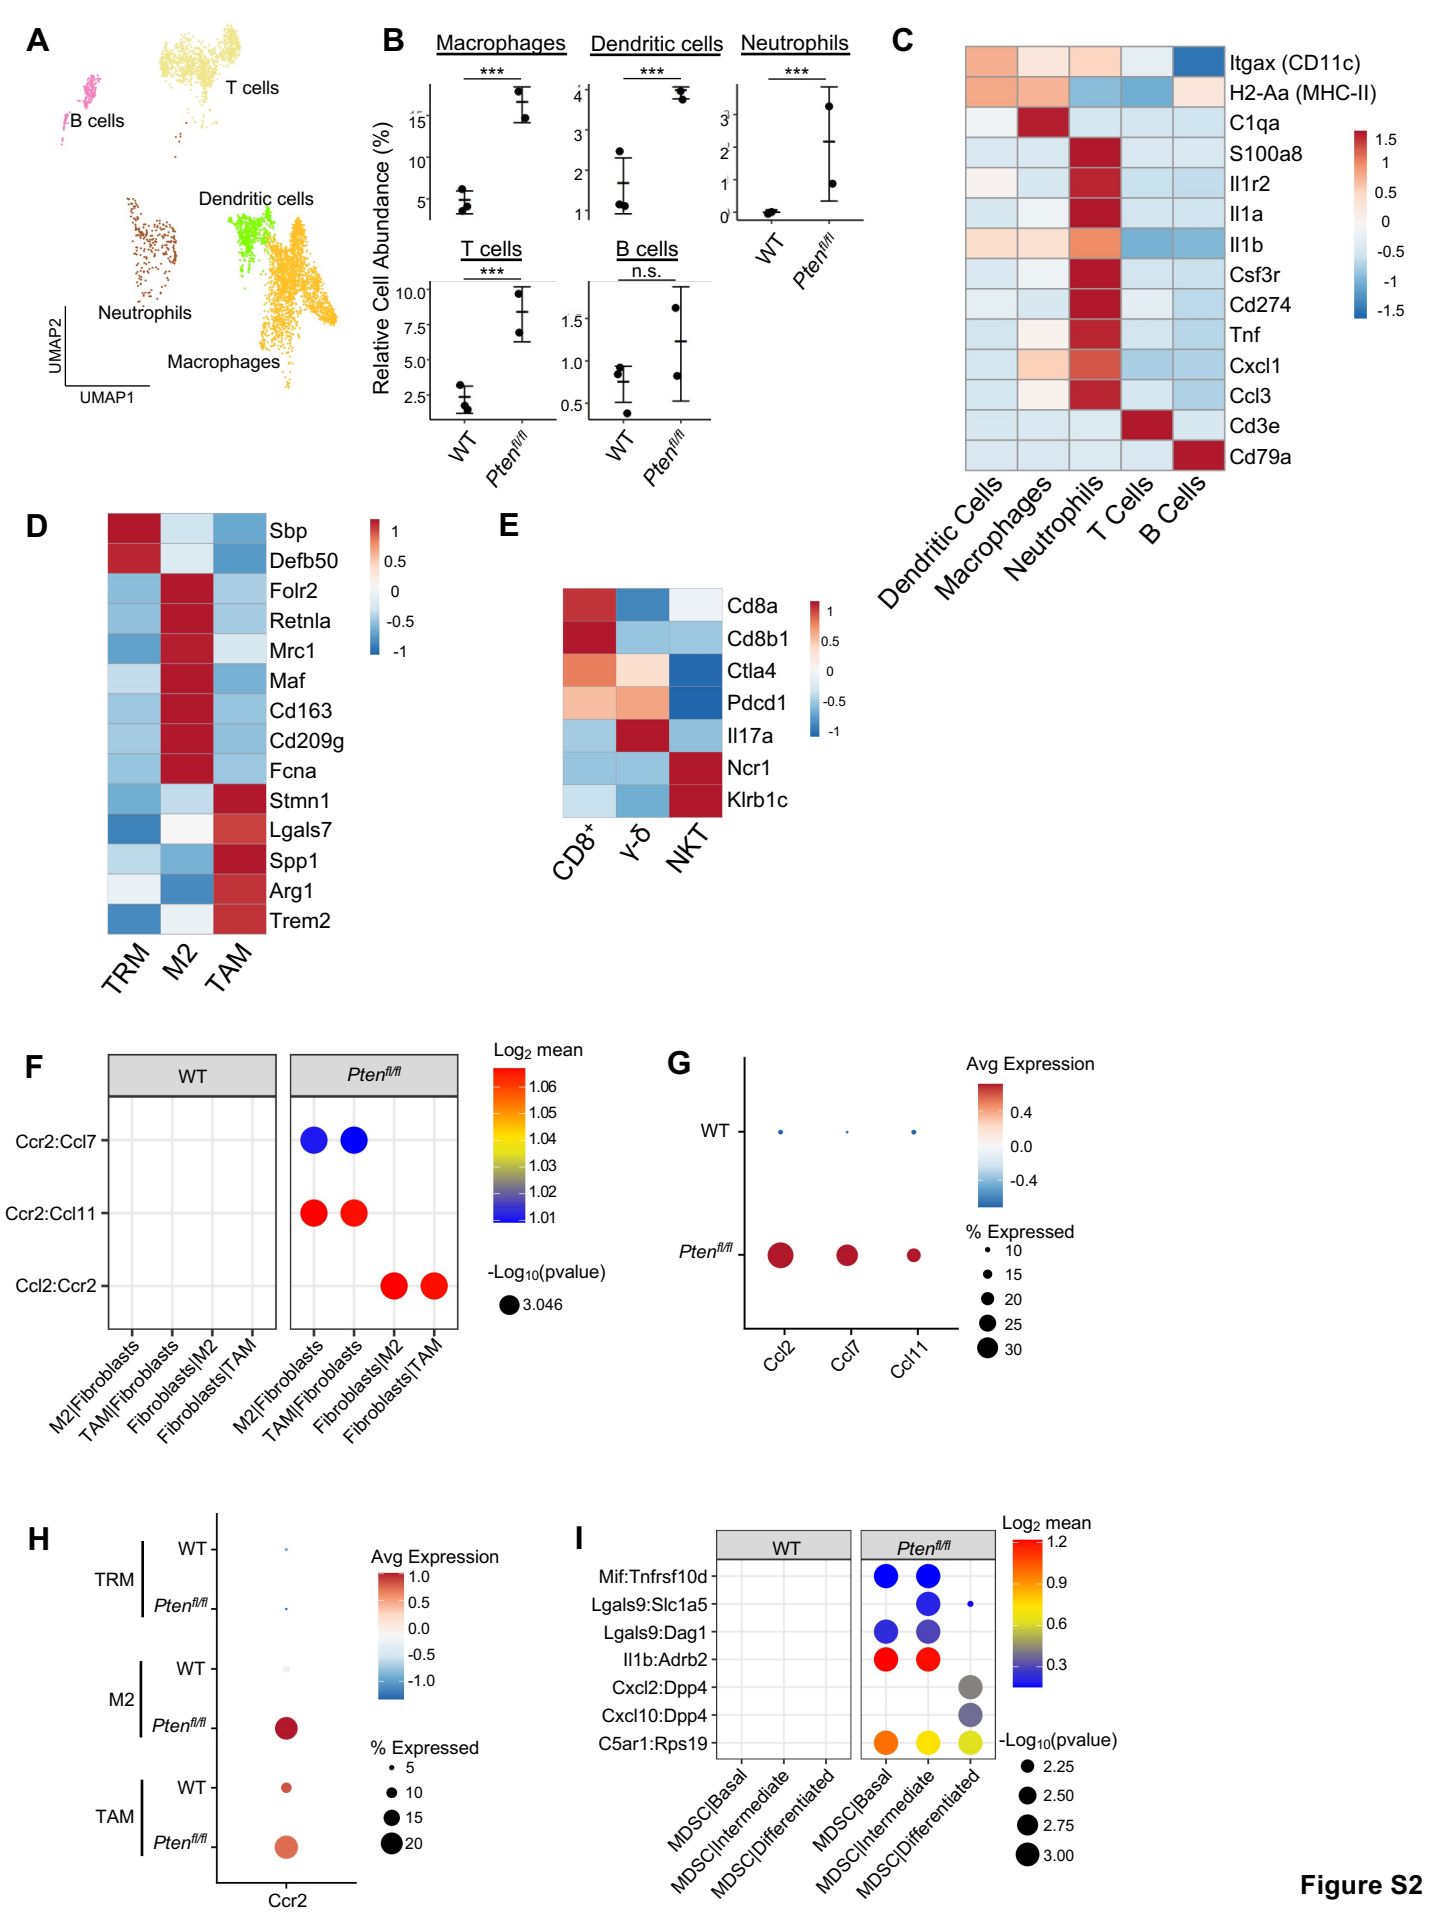 A
T cells
B cells
Dendritic cells
Neutrophils
Macrophages
UMAP2
UMAP1
B
Macrophages
Dendritic cells
Neutrophils
***
***
***
Relative Cell Abundance (%)
15
10
5
4
3
2
1
3
2
1
0
WT
Ptenfl/fl
T cells
B cells
***
n.s.
10.0
7.5
5.0
2.5
1.5
1.0
0.5
WT
Ptenfl/fl
WT
Ptenfl/fl
C
Itgax (CD11c)
H2-Aa (MHC-II)
C1qa
S100a8
Il1r2
Il1a
Il1b
Csf3r
Cd274
Tnf
Cxcl1
Ccl3
Cd3e
Cd79a
1.5
1
0.5
0
-0.5
-1
-1.5
Dendritic Cells
Macrophages
Neutrophils
T Cells
B Cells
D
Sbp
Defb50
Folr2
Retnla
Mrc1
Maf
Cd163
Cd209g
Fcna
Stmn1
Lgals7
Spp1
Arg1
Trem2
1
0.5
0
-0.5
-1
TRM
M2
TAM
E
Cd8a
Cd8b1
Ctla4
Pdcd1
Il17a
Ncr1
Klrb1c
1
0.5
0
-0.5
-1
CD8+
γ-δ
NKT
F
WT
Ptenfl/fl
Ccr2:Ccl7
Ccr2:Ccl11
Ccl2:Ccr2
M2|Fibroblasts
TAM|Fibroblasts
Fibroblasts|M2
Fibroblasts|TAM
M2|Fibroblasts
TAM|Fibroblasts
Fibroblasts|M2
Fibroblasts|TAM
Log2 mean
1.06
1.05
1.04
1.03
1.02
1.01
-Log10(pvalue)
3.046
G
WT
Ptenfl/fl
Ccl2
Ccl7
Ccl11
Avg Expression
0.4
0.0
-0.4
% Expressed
10
15
20
25
30
H
TRM
WT
Ptenfl/fl
M2
WT
Ptenfl/fl
TAM
WT
Ptenfl/fl
Ccr2
Avg Expression
1.0
0.5
0.0
-0.5
-1.0
% Expressed
5
10
15
20
I
WT
Ptenfl/fl
Mif:Tnfrsf10d
Lgals9:Slc1a5
Lgals9:Dag1
Il1b:Adrb2
Cxcl2:Dpp4
Cxcl10:Dpp4
C5ar1:Rps19
MDSC|Basal
MDSC|Intermediate
MDSC|Differentiated
MDSC|Basal
MDSC|Intermediate
MDSC|Differentiated
Log2 mean
1.2
0.9
0.6
0.3
-Log10(pvalue)
2.25
2.50
2.75
3.00
Figure S2